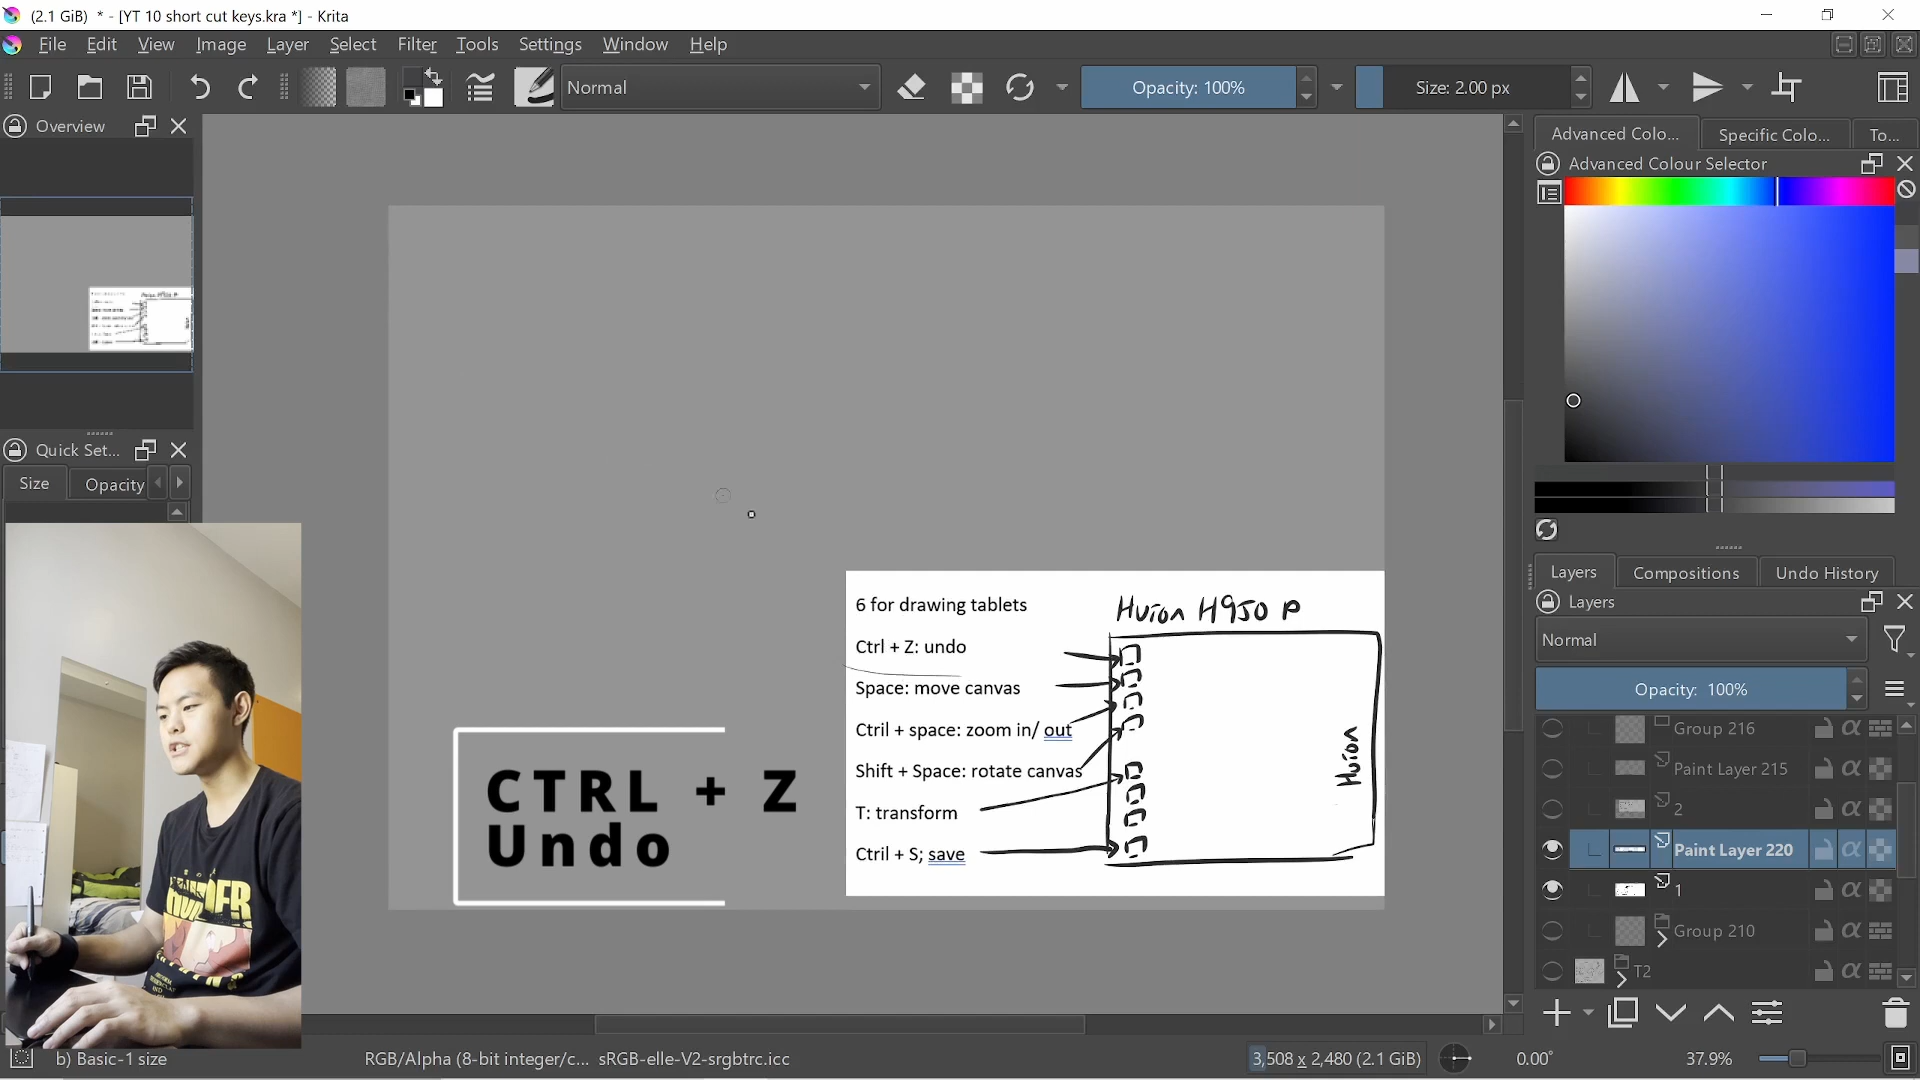 (2.1 GiB) * - [YT 10 short cut keys.kra *] - Krita
File Edit View Image Layer Select Filter Tools Settings Window Help
Normal
Opacity: 100%
Size: 2.00 px
Overview
Advanced Colo...
Specific Colo...
To...
Advanced Colour Selector
Quick Set...
Size
Opacity
6 for drawing tablets
Huion H950 P
Ctrl + Z: undo
Space: move canvas
Ctril + space: zoom in/ out
Shift + Space: rotate canvas
T: transform
Ctril + S; save
Huion
CTRL + Z
Undo
Layers
Compositions
Undo History
Layers
Normal
Opacity: 100%
Group 216
Paint Layer 215
2
Paint Layer 220
1
Group 210
T2
b) Basic-1 size
RGB/Alpha (8-bit integer/c... sRGB-elle-V2-srgbtrc.icc
3,508 x 2,480 (2.1 GiB)
0.00°
37.9%